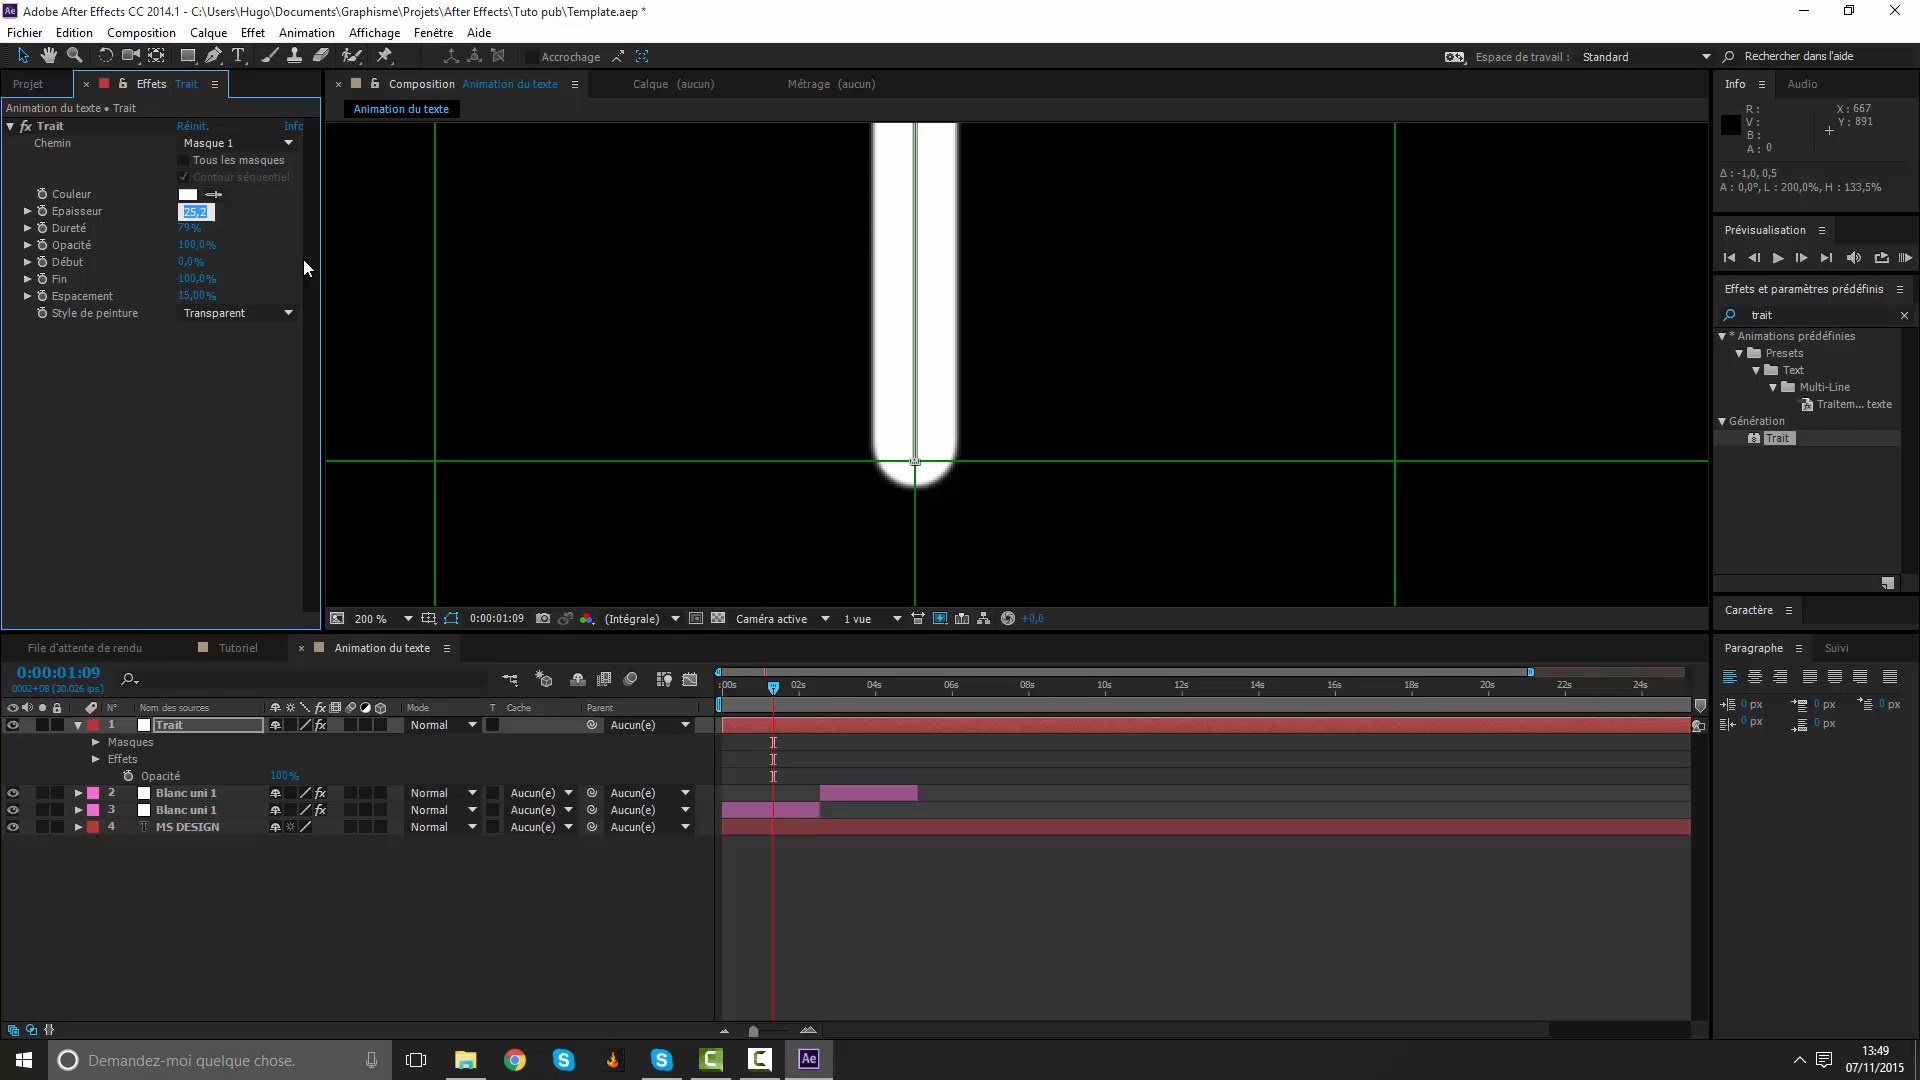 Adobe After Effects CC 2014.1 - C:\Users\Hugo\Documents\Graphisme\Projets\After Effects\Tuto pub\Template.aep *
Fichier Edition Composition Calque Effet Animation Affichage Fenêtre Aide
Accrochage Espace de travail : Standard Rechercher dans l'aide
Projet Effets Trait Composition Animation du texte Calque (aucun) Métrage (aucun) Info Audio
Animation du texte • Trait
Animation du texte
Trait Réinit. Info
Chemin Masque 1
Tous les masques
Contour séquentiel
Couleur
Epaisseur 25,2
Dureté 79%
Opacité 100,0%
Début 0,0%
Fin 100,0%
Espacement 15,00%
Style de peinture Transparent
R :
V :
B :
A : 0
X : 667
Y : 891
Δ : -1,0, 0,5
A : 0,0°, L : 200,0%, H : 133,5%
Prévisualisation
Effets et paramètres prédéfinis
trait
* Animations prédéfinies
Presets
Text
Multi-Line
Traitem... texte
Génération
Trait
200 % 0:00:01:09 (Intégrale) Caméra active 1 vue +0,0
Caractère
File d'attente de rendu Tutoriel Animation du texte
Paragraphe Suivi
0:00:01:09
0002+08 (30.026 ips)
:00s 02s 04s 06s 08s 10s 12s 14s 16s 18s 20s 22s 24s
N° Nom des sources Mode T Cache Parent
1 Trait Normal Aucun(e)
Masques
Effets
Opacité 100%
2 Blanc uni 1 Normal Aucun(e) Aucun(e)
3 Blanc uni 1 Normal Aucun(e) Aucun(e)
4 T MS DESIGN Normal Aucun(e) Aucun(e)
0 px 0 px 0 px
0 px 0 px
Demandez-moi quelque chose.
13:49
07/11/2015